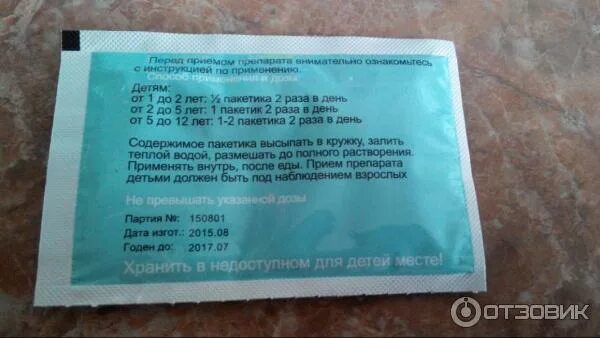 Перед приемом препарата внимательно ознакомьтесь
с инструкцией по применению.
Способ применения и дозы
Детям:
от 1 до 2 лет: ½ пакетика 2 раза в день
от 2 до 5 лет: 1 пакетик 2 раза в день
от 5 до 12 лет: 1-2 пакетика 2 раза в день
Содержимое пакетика высыпать в кружку, залить
теплой водой, размешать до полного растворения.
Применять внутрь, после еды. Прием препарата
детьми должен быть под наблюдением взрослых
Не превышать указанной дозы
Партия №: 150801
Дата изгот.: 2015.08
Годен до: 2017.07
Хранить в недоступном для детей месте!
ОТЗОВИК